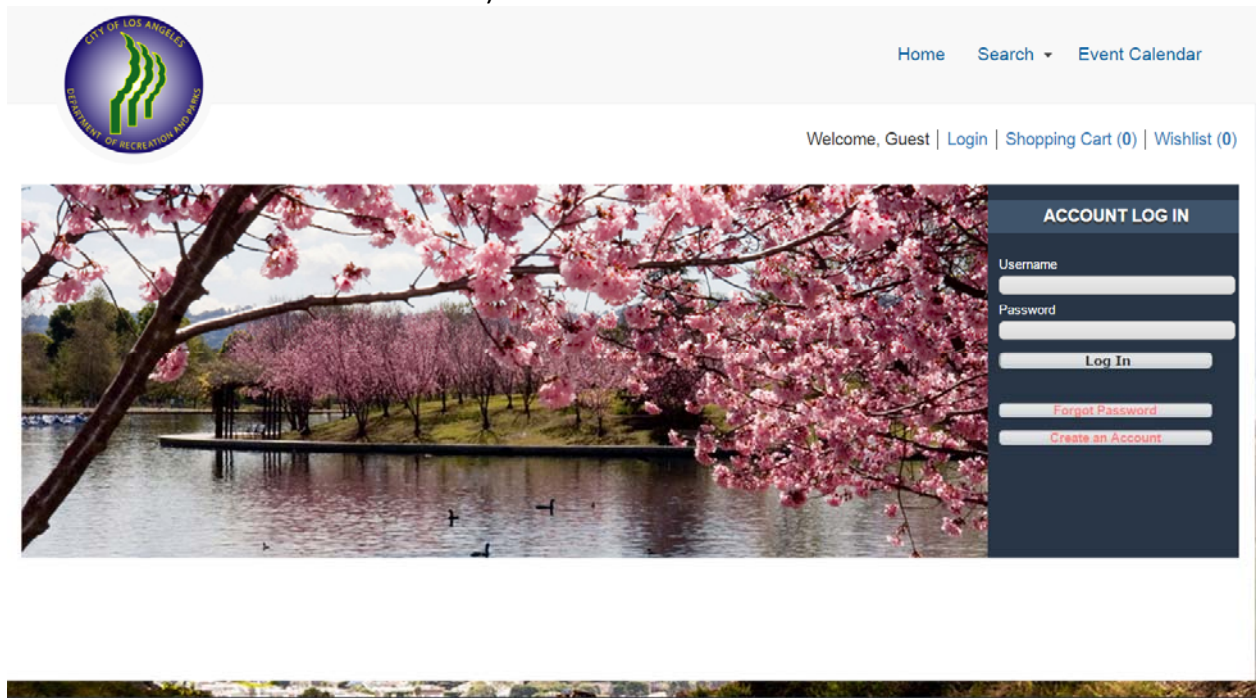 CITY OF LOS ANGELES
DEPARTMENT OF RECREATION AND PARKS
Home Search Event Calendar
Welcome, Guest | Login | Shopping Cart (0) | Wishlist (0)
ACCOUNT LOG IN
Username
Password
Log In
Forgot Password
Create an Account